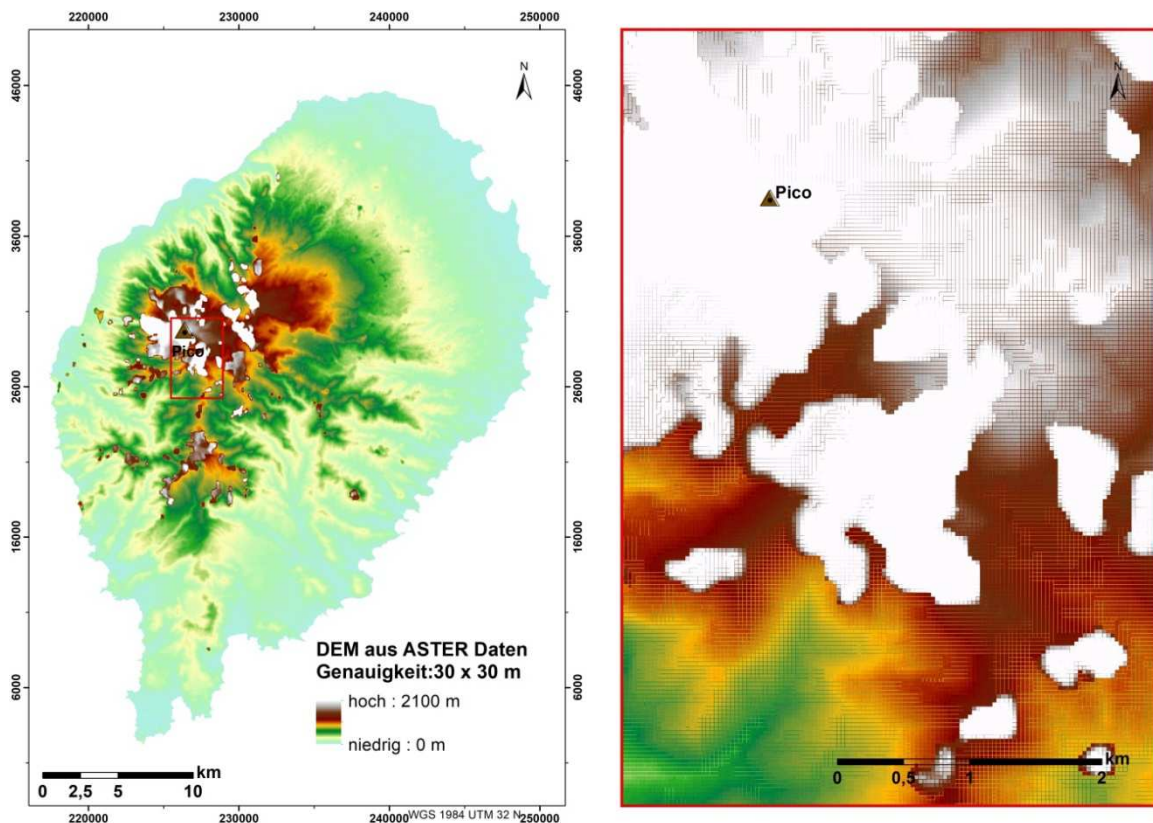 220000 230000 240000 250000
46000
36000
26000
16000
6000
N
Pico
46000
36000
26000
16000
6000
DEM aus ASTER Daten
Genauigkeit:30 x 30 m
hoch : 2100 m
niedrig : 0 m
km
0 2,5 5 10
220000 230000 240000 250000
WGS 1984 UTM 32 N
N
Pico
km
0 0,5 1 2